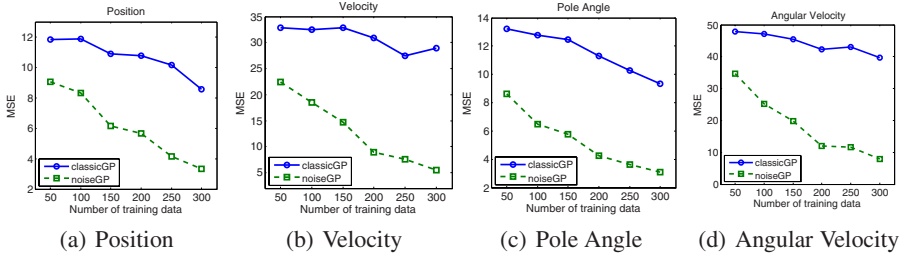 Position
MSE
12
10
8
6
4
2
classicGP
noiseGP
50 100 150 200 250 300
Number of training data
(a) Position
Velocity
MSE
35
30
25
20
15
10
5
classicGP
noiseGP
50 100 150 200 250 300
Number of training data
(b) Velocity
Pole Angle
MSE
14
12
10
8
6
4
2
classicGP
noiseGP
50 100 150 200 250 300
Number of training data
(c) Pole Angle
Angular Velocity
MSE
50
40
30
20
10
0
classicGP
noiseGP
50 100 150 200 250 300
Number of training data
(d) Angular Velocity